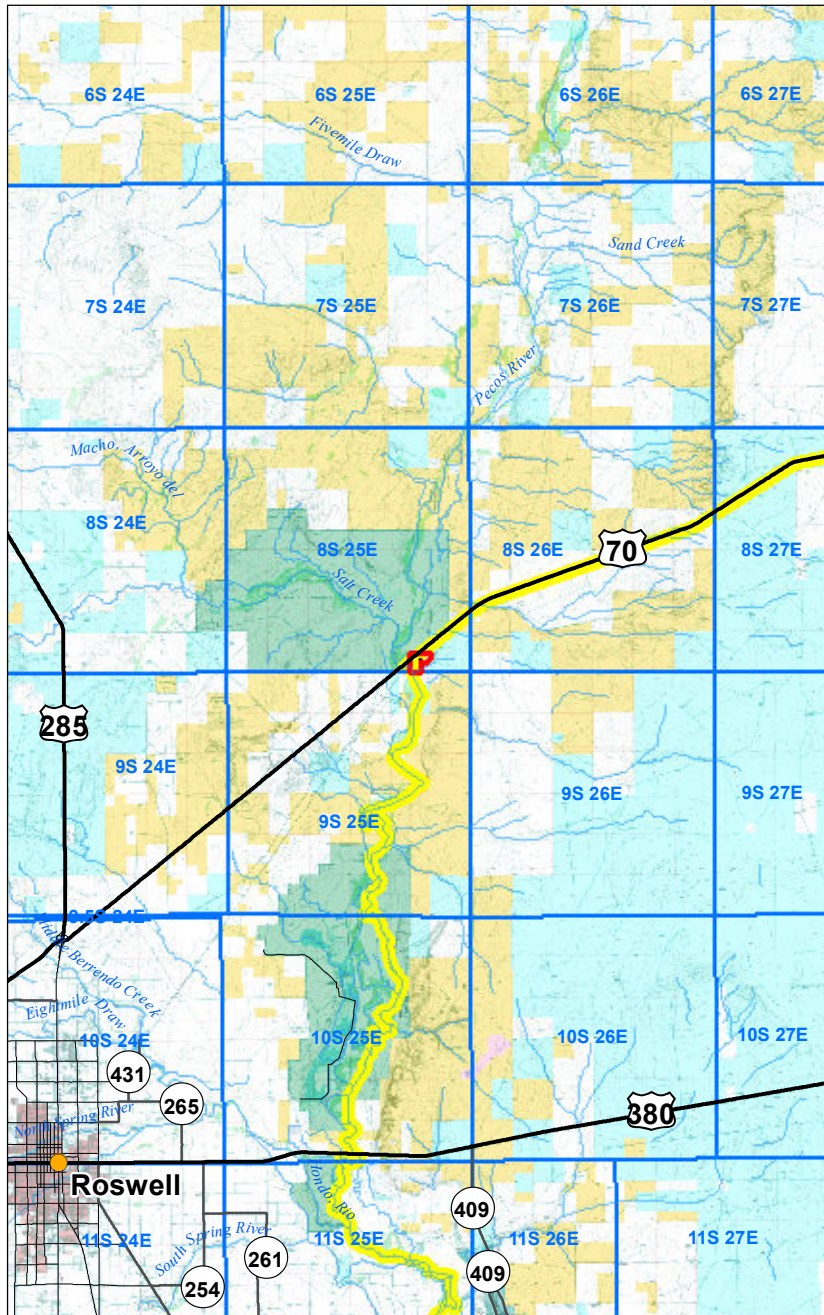 6S 24E
6S 25E
6S 26E
6S 27E
Fivemile Draw
Sand Creek
7S 24E
7S 25E
7S 26E
7S 27E
Pecos River
Macho, Arroyo del
8S 24E
8S 25E
8S 26E
70
8S 27E
Salt Creek
285
9S 24E
9S 25E
9S 26E
9S 27E
9.5S 24E
Middle Berrendo Creek
Eightmile Draw
10S 24E
10S 25E
10S 26E
10S 27E
431
265
380
North Spring River
Roswell
Hondo, Rio
409
11S 24E
South Spring River
11S 25E
11S 26E
11S 27E
261
254
409